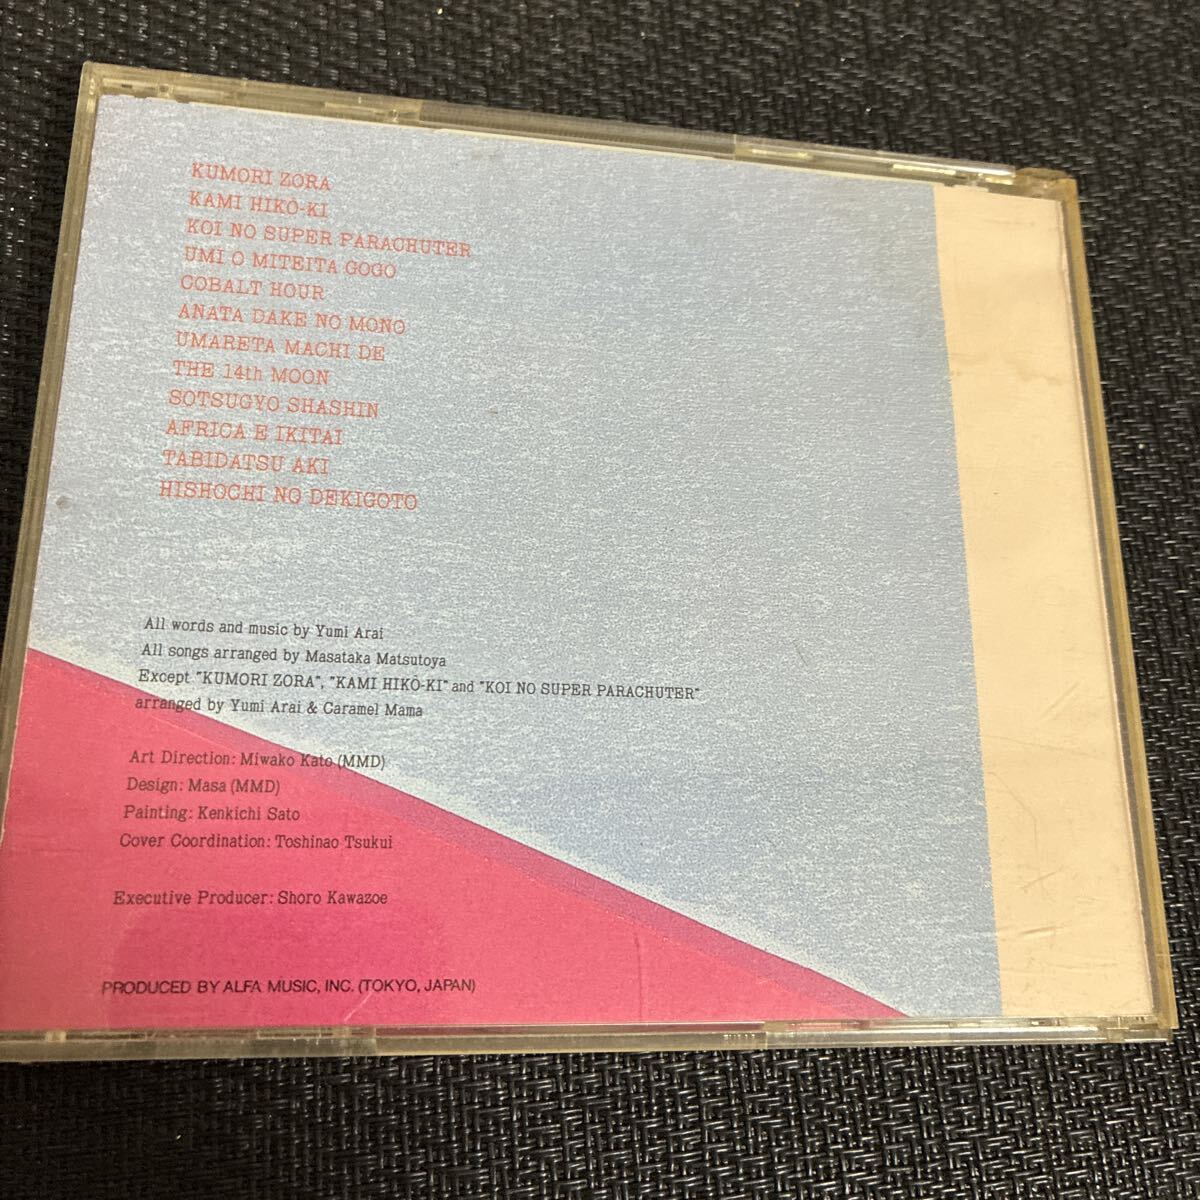 KUMORI ZORA
KAMI HIKŌ-KI
KOI NO SUPER PARACHUTER
UMI O MITEITA GOGO
COBALT HOUR
ANATA DAKE NO MONO
UMARETA MACHI DE
THE 14th MOON
SOTSUGYO SHASHIN
AFRICA E IKITAI
TABIDATSU AKI
HISHOCHI NO DEKIGOTO
All words and music by Yumi Arai
All songs arranged by Masataka Matsutoya
Except "KUMORI ZORA", "KAMI HIKŌ-KI" and "KOI NO SUPER PARACHUTER"
arranged by Yumi Arai & Caramel Mama
Art Direction: Miwako Kato (MMD)
Design: Masa (MMD)
Painting: Kenkichi Sato
Cover Coordination: Toshinao Tsukui
Executive Producer: Shoro Kawazoe
PRODUCED BY ALFA MUSIC, INC. (TOKYO, JAPAN)